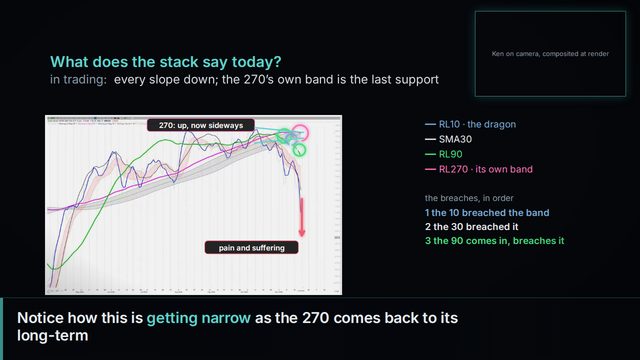 Ken on camera, composited at render
What does the stack say today?
in trading: every slope down; the 270’s own band is the last support
270: up, now sideways
pain and suffering
RL10 · the dragon
SMA30
RL90
RL270 · its own band
the breaches, in order
1 the 10 breached the band
2 the 30 breached it
3 the 90 comes in, breaches it
Notice how this is getting narrow as the 270 comes back to its
long-term